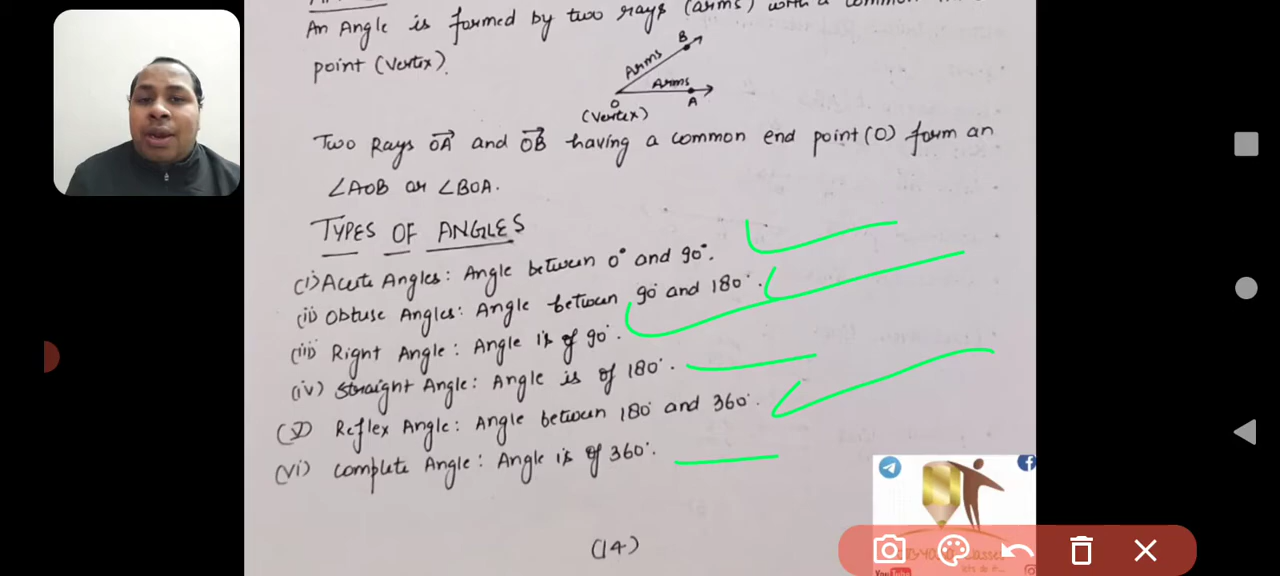 An Angle is formed by two rays (arms) with a common
point (Vertex).
B
Arms
Arms
O
A
(Vertex)
Two Rays OA and OB having a common end point (O) form an
∠AOB or ∠BOA.
TYPES OF ANGLES
(i) Acute Angles: Angle between 0° and 90°.
(ii) Obtuse Angles: Angle between 90° and 180°.
(iii) Right Angle: Angle is of 90°.
(iv) Straight Angle: Angle is of 180°.
(V) Reflex Angle: Angle between 180° and 360°.
(vi) Complete Angle: Angle is of 360°.
(14)